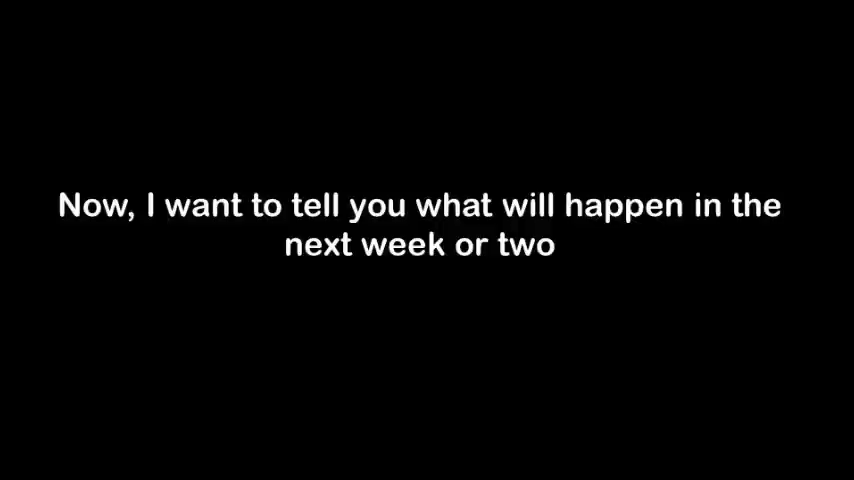 Now, I want to tell you what will happen in the
next week or two